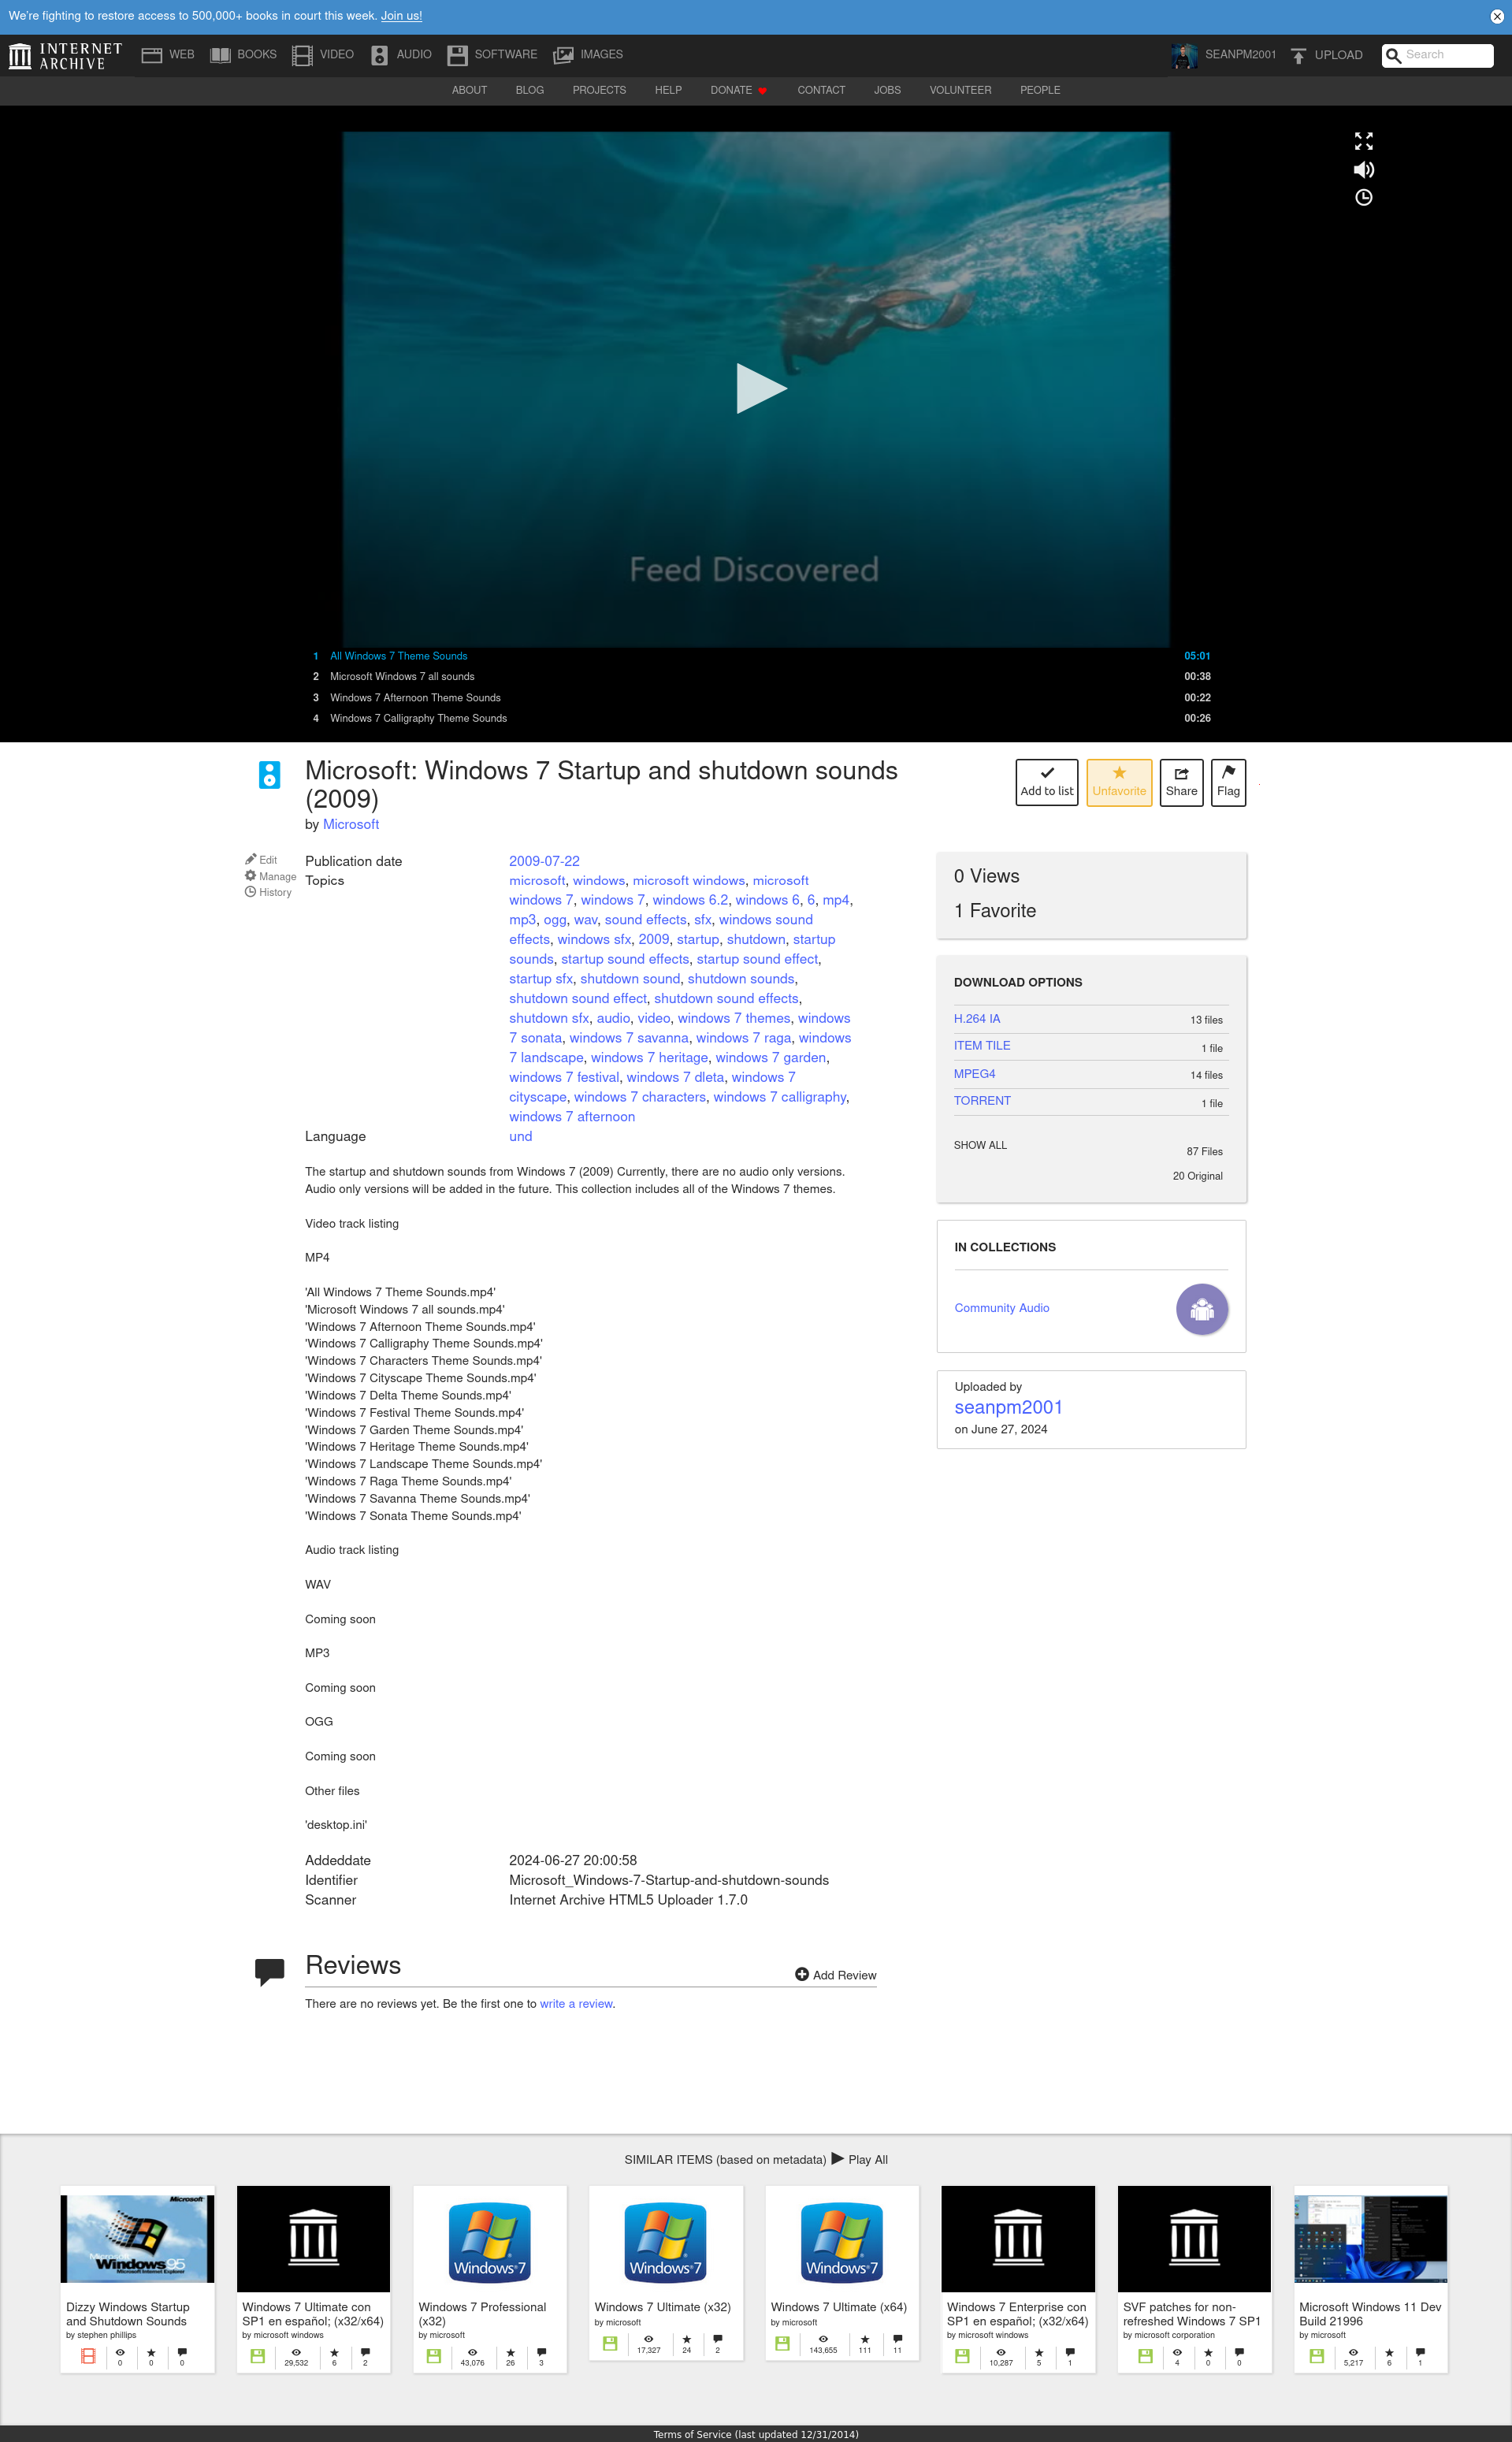 We're fighting to restore access to 500,000+ books in court this week. Join us!
INTERNET ARCHIVE
WEB BOOKS VIDEO AUDIO SOFTWARE IMAGES
SEANPM2001 UPLOAD Search
ABOUT BLOG PROJECTS HELP DONATE CONTACT JOBS VOLUNTEER PEOPLE
Feed Discovered
1 All Windows 7 Theme Sounds 05:01
2 Microsoft Windows 7 all sounds 00:38
3 Windows 7 Afternoon Theme Sounds 00:22
4 Windows 7 Calligraphy Theme Sounds 00:26
Microsoft: Windows 7 Startup and shutdown sounds
(2009)
by Microsoft
Add to list Unfavorite Share Flag
Edit
Manage
History
Publication date 2009-07-22
Topics microsoft, windows, microsoft windows, microsoft
windows 7, windows 7, windows 6.2, windows 6, 6, mp4,
mp3, ogg, wav, sound effects, sfx, windows sound
effects, windows sfx, 2009, startup, shutdown, startup
sounds, startup sound effects, startup sound effect,
startup sfx, shutdown sound, shutdown sounds,
shutdown sound effect, shutdown sound effects,
shutdown sfx, audio, video, windows 7 themes, windows
7 sonata, windows 7 savanna, windows 7 raga, windows
7 landscape, windows 7 heritage, windows 7 garden,
windows 7 festival, windows 7 dleta, windows 7
cityscape, windows 7 characters, windows 7 calligraphy,
windows 7 afternoon
Language und
The startup and shutdown sounds from Windows 7 (2009) Currently, there are no audio only versions.
Audio only versions will be added in the future. This collection includes all of the Windows 7 themes.
Video track listing
MP4
'All Windows 7 Theme Sounds.mp4'
'Microsoft Windows 7 all sounds.mp4'
'Windows 7 Afternoon Theme Sounds.mp4'
'Windows 7 Calligraphy Theme Sounds.mp4'
'Windows 7 Characters Theme Sounds.mp4'
'Windows 7 Cityscape Theme Sounds.mp4'
'Windows 7 Delta Theme Sounds.mp4'
'Windows 7 Festival Theme Sounds.mp4'
'Windows 7 Garden Theme Sounds.mp4'
'Windows 7 Heritage Theme Sounds.mp4'
'Windows 7 Landscape Theme Sounds.mp4'
'Windows 7 Raga Theme Sounds.mp4'
'Windows 7 Savanna Theme Sounds.mp4'
'Windows 7 Sonata Theme Sounds.mp4'
Audio track listing
WAV
Coming soon
MP3
Coming soon
OGG
Coming soon
Other files
'desktop.ini'
Addeddate 2024-06-27 20:00:58
Identifier Microsoft_Windows-7-Startup-and-shutdown-sounds
Scanner Internet Archive HTML5 Uploader 1.7.0
0 Views
1 Favorite
DOWNLOAD OPTIONS
H.264 IA 13 files
ITEM TILE 1 file
MPEG4 14 files
TORRENT 1 file
SHOW ALL 87 Files
20 Original
IN COLLECTIONS
Community Audio
Uploaded by
seanpm2001
on June 27, 2024
Reviews
Add Review
There are no reviews yet. Be the first one to write a review.
SIMILAR ITEMS (based on metadata) Play All
Microsoft
Windows 95
Microsoft Internet Explorer
Dizzy Windows Startup
and Shutdown Sounds
by stephen phillips
0 0 0
Windows 7 Ultimate con
SP1 en español; (x32/x64)
by microsoft windows
29,532 6 2
Windows 7
Windows 7 Professional
(x32)
by microsoft
43,076 26 3
Windows 7
Windows 7 Ultimate (x32)
by microsoft
17,327 24 2
Windows 7
Windows 7 Ultimate (x64)
by microsoft
143,655 111 11
Windows 7 Enterprise con
SP1 en español; (x32/x64)
by microsoft windows
10,287 5 1
SVF patches for non-
refreshed Windows 7 SP1
by microsoft corporation
4 0 0
Microsoft Windows 11 Dev
Build 21996
by microsoft
5,217 6 1
Terms of Service (last updated 12/31/2014)